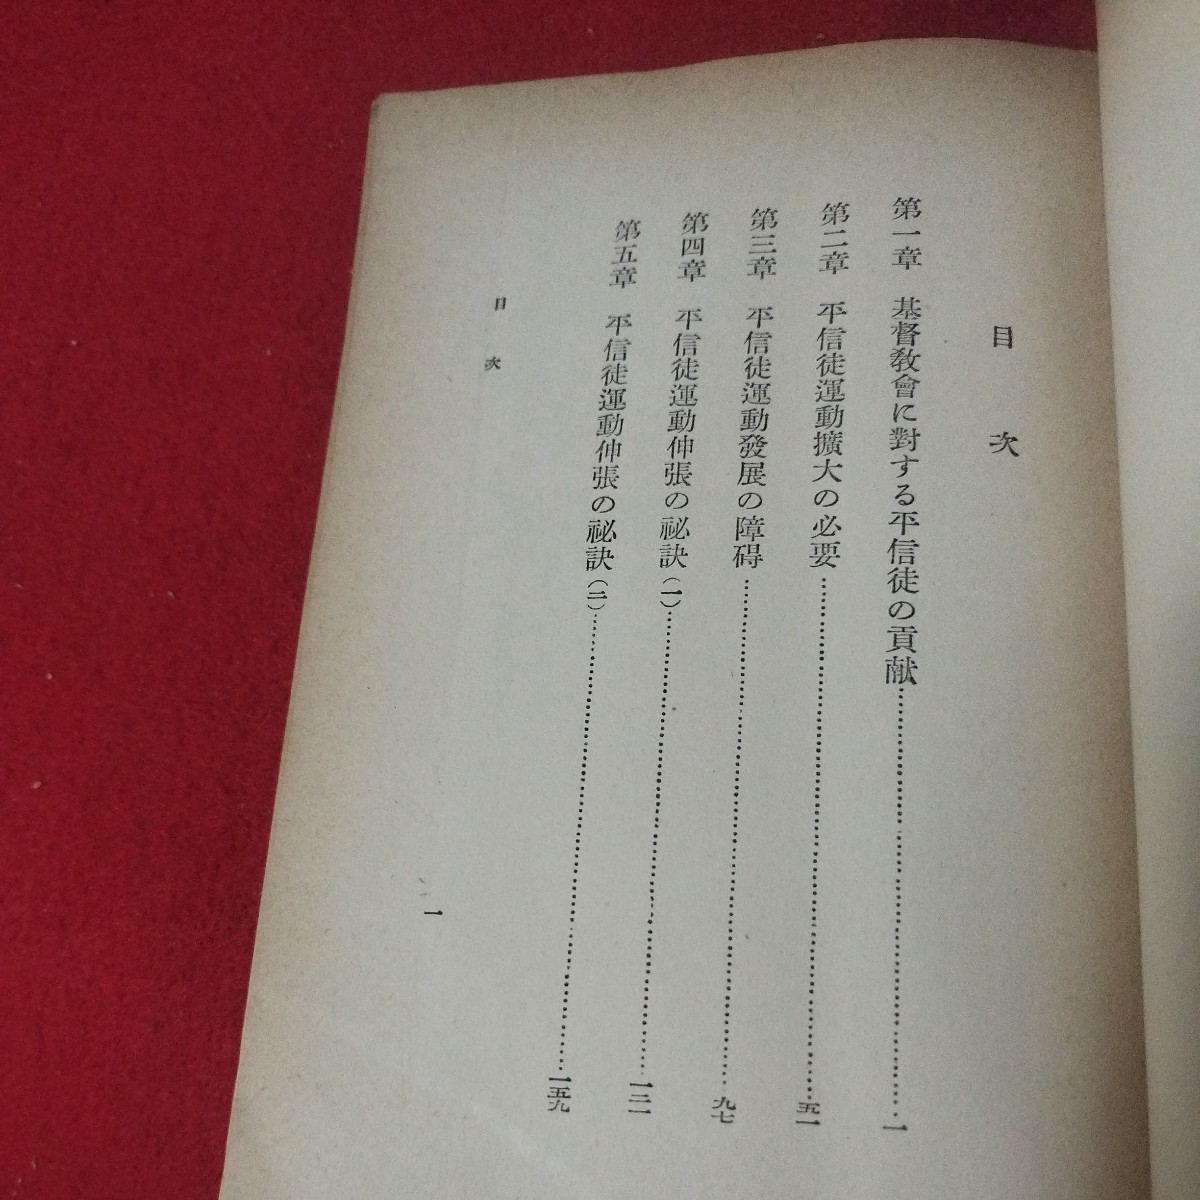 目次
第一章 基督教會に對する平信徒の貢献……………一
第二章 平信徒運動擴大の必要……………五一
第三章 平信徒運動發展の障碍……………九七
第四章 平信徒運動伸張の祕訣(一)……………一二一
第五章 平信徒運動伸張の祕訣(二)……………一五九
目次
一